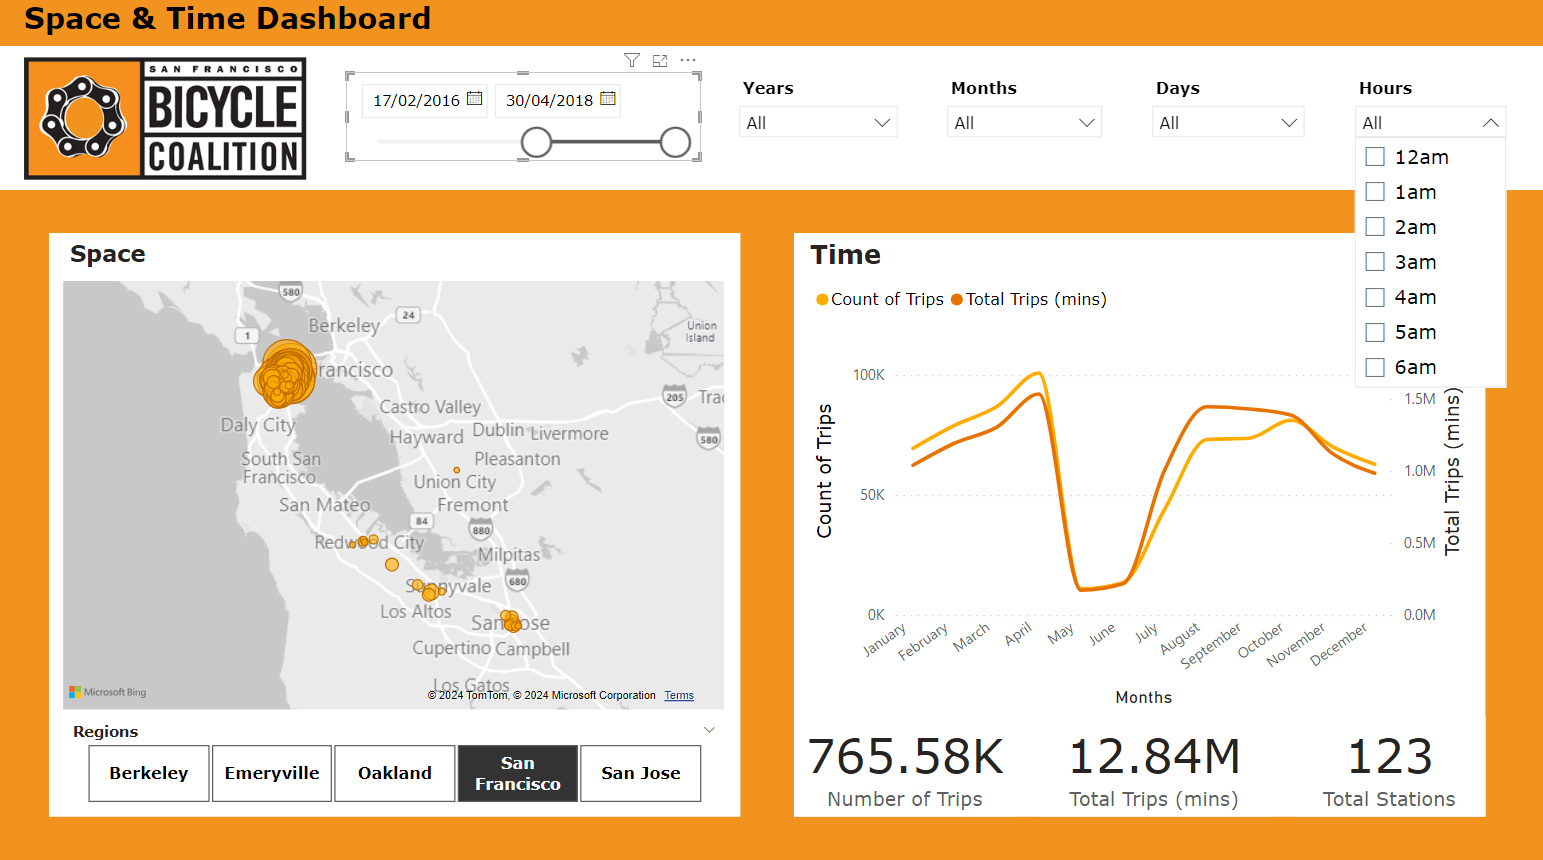 Space & Time Dashboard
SAN FRANCISCO
BICYCLE
COALITION
17/02/2016
30/04/2018
Years
All
Months
All
Days
All
Hours
All
12am
1am
2am
3am
4am
5am
6am
Space
580
24
Berkeley
1
Union
Island
Francisco
205
Castro Valley
Daly City
Hayward
Dublin
Livermore
580
South San
Francisco
Pleasanton
Union City
San Mateo
Fremont
84
880
Redwood City
Milpitas
680
Sunnyvale
Los Altos
San Jose
Cupertino
Campbell
Los Gatos
Microsoft Bing
© 2024 TomTom, © 2024 Microsoft Corporation Terms
Regions
Berkeley
Emeryville
Oakland
San
Francisco
San Jose
Time
Count of Trips
Total Trips (mins)
100K
50K
0K
Count of Trips
1.5M
1.0M
0.5M
0.0M
Total Trips (mins)
January
February
March
April
May
June
July
August
September
October
November
December
Months
765.58K
Number of Trips
12.84M
Total Trips (mins)
123
Total Stations